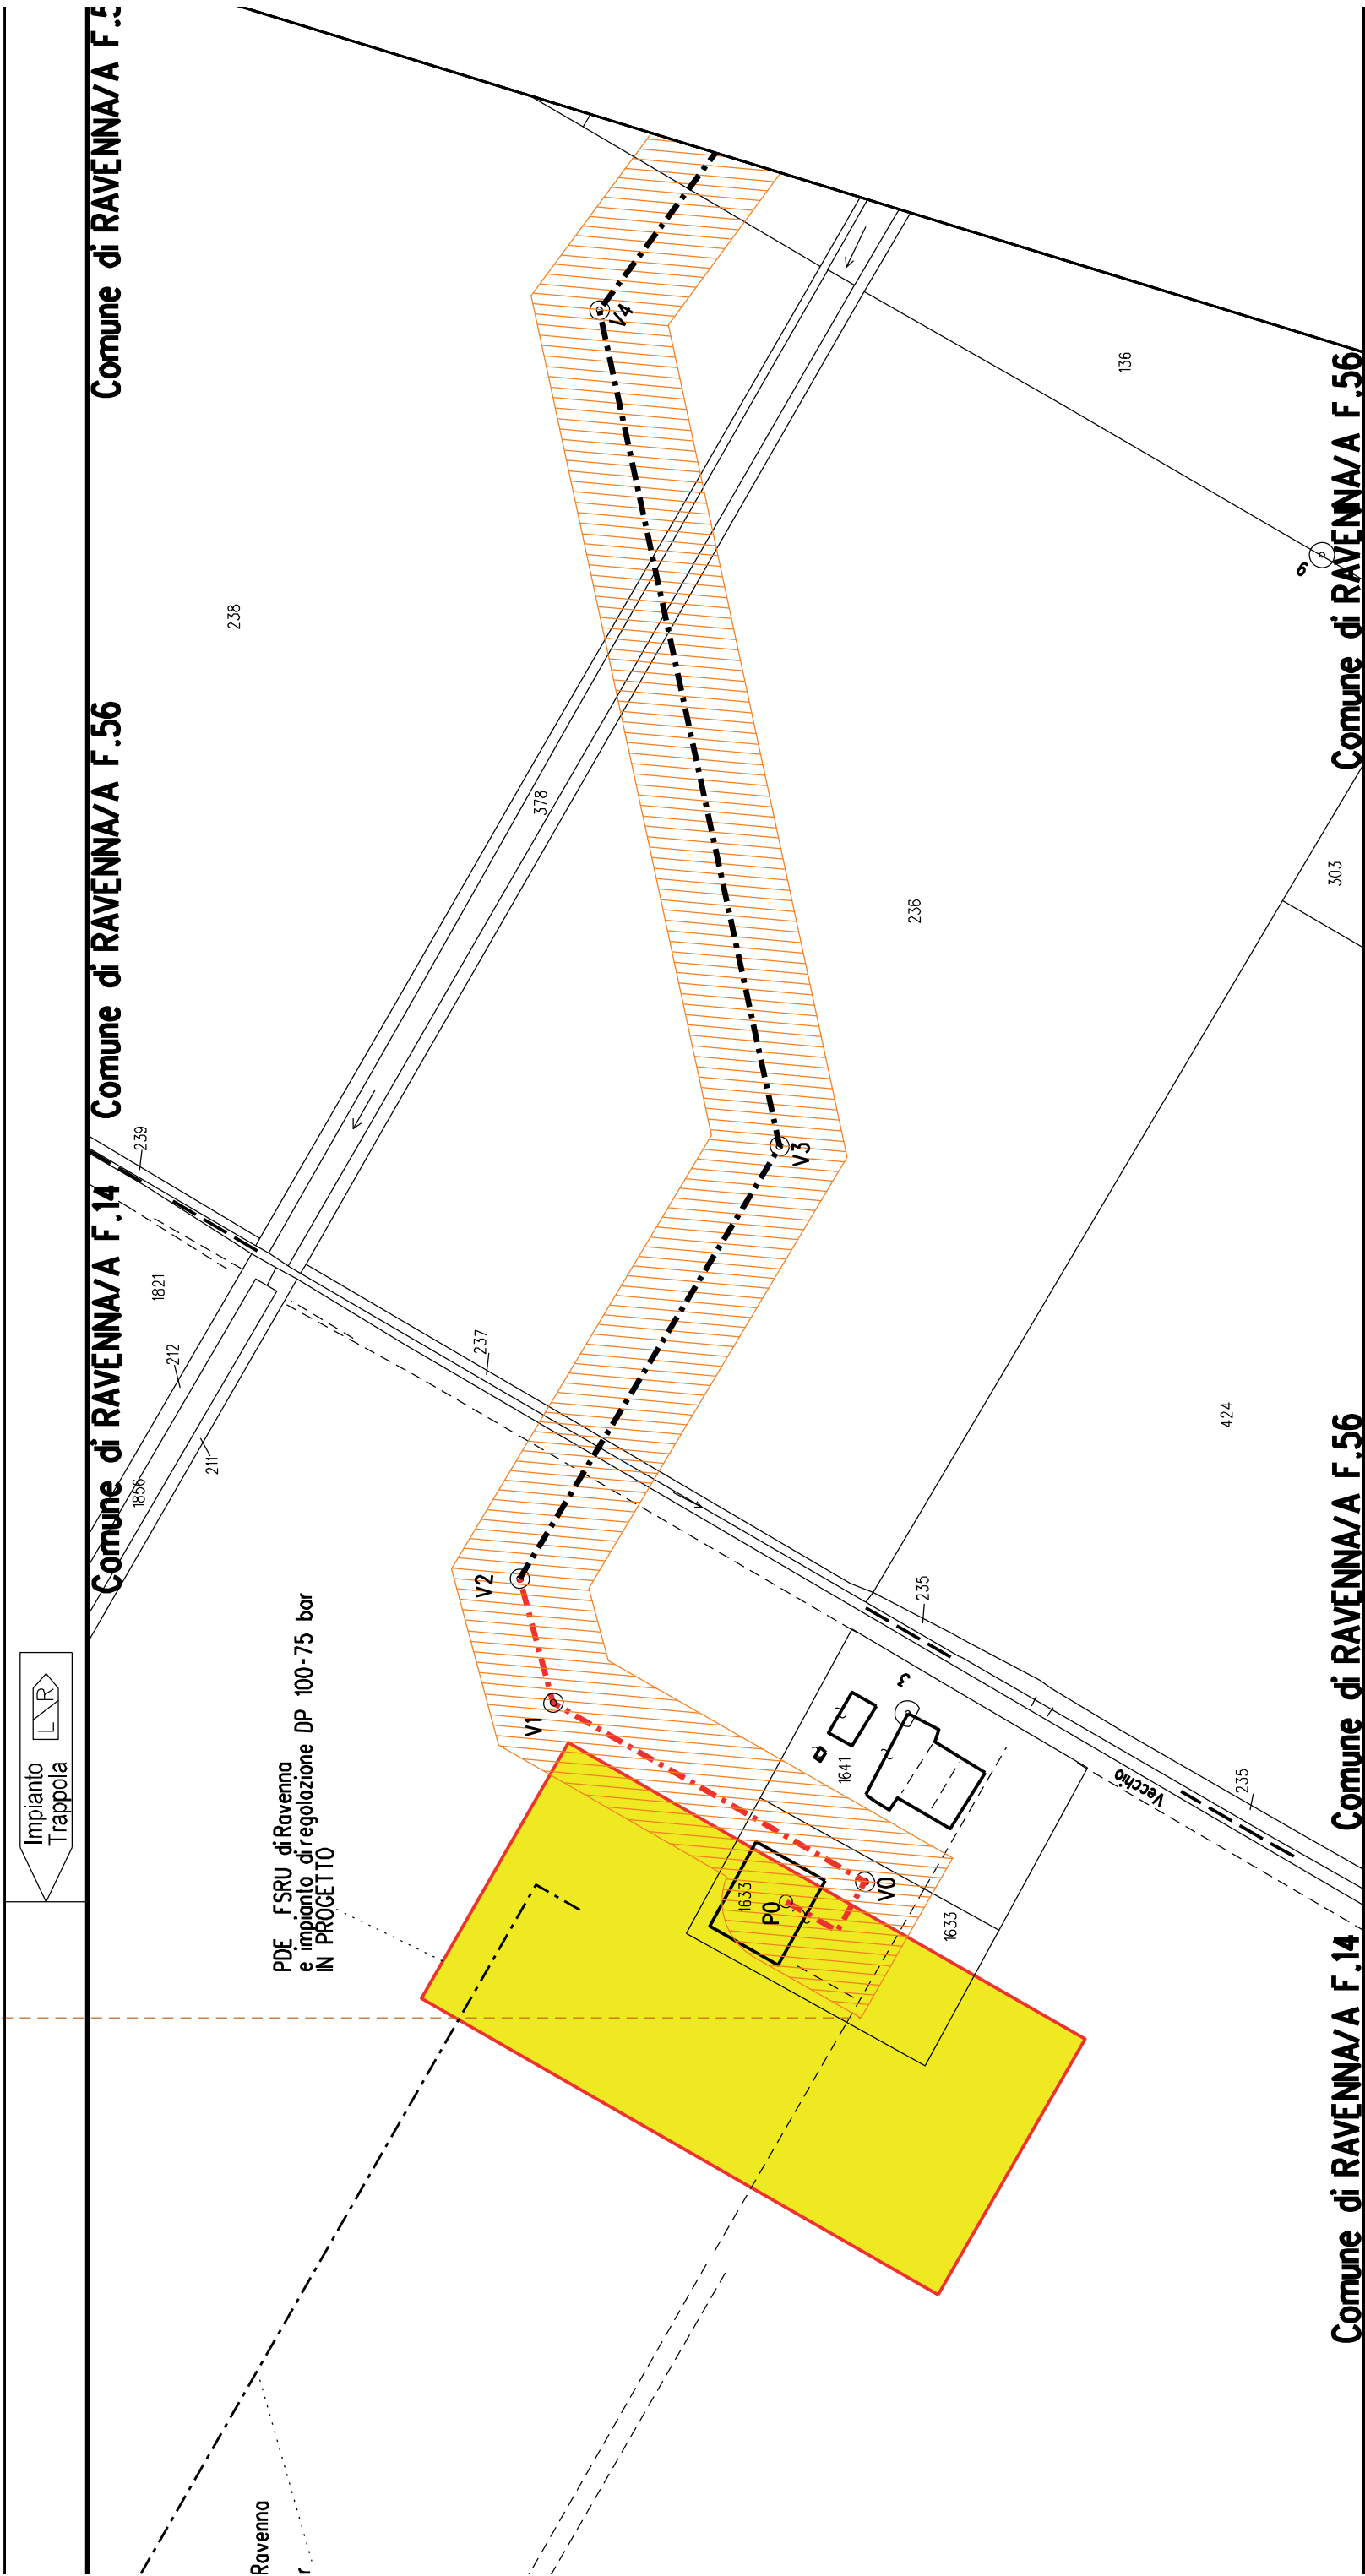 Impianto
Trappola
L R
Comune di RAVENNA/A F.14
Comune di RAVENNA/A F.56
Comune di RAVENNA/A F.5
PDE FSRU di Ravenna
e impianto di regolazione DP 100-75 bar
IN PROGETTO
Ravenna
r
1856
212
211
1821
239
237
238
378
V1
V2
V3
V4
V0
P0
1633
1633
1641
3
235
Vecchio
235
236
424
136
303
9
Comune di RAVENNA/A F.14
Comune di RAVENNA/A F.56
Comune di RAVENNA/A F.56